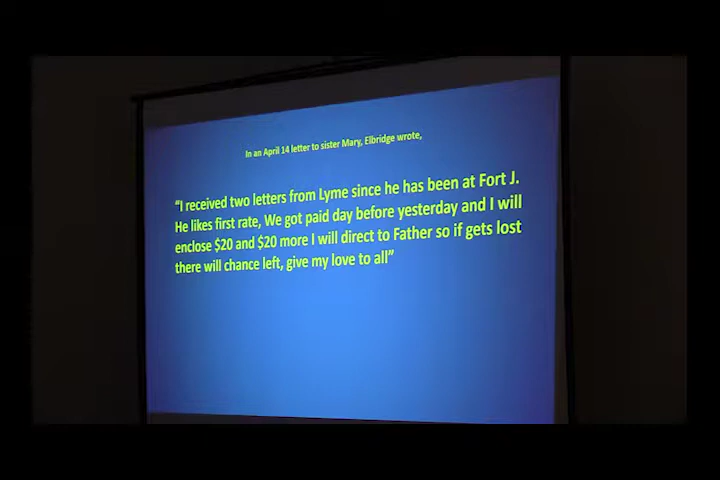 In an April 14 letter to sister Mary, Elbridge wrote,
“I received two letters from Lyme since he has been at Fort J.
He likes first rate, We got paid day before yesterday and I will
enclose $20 and $20 more I will direct to Father so if gets lost
there will chance left, give my love to all”